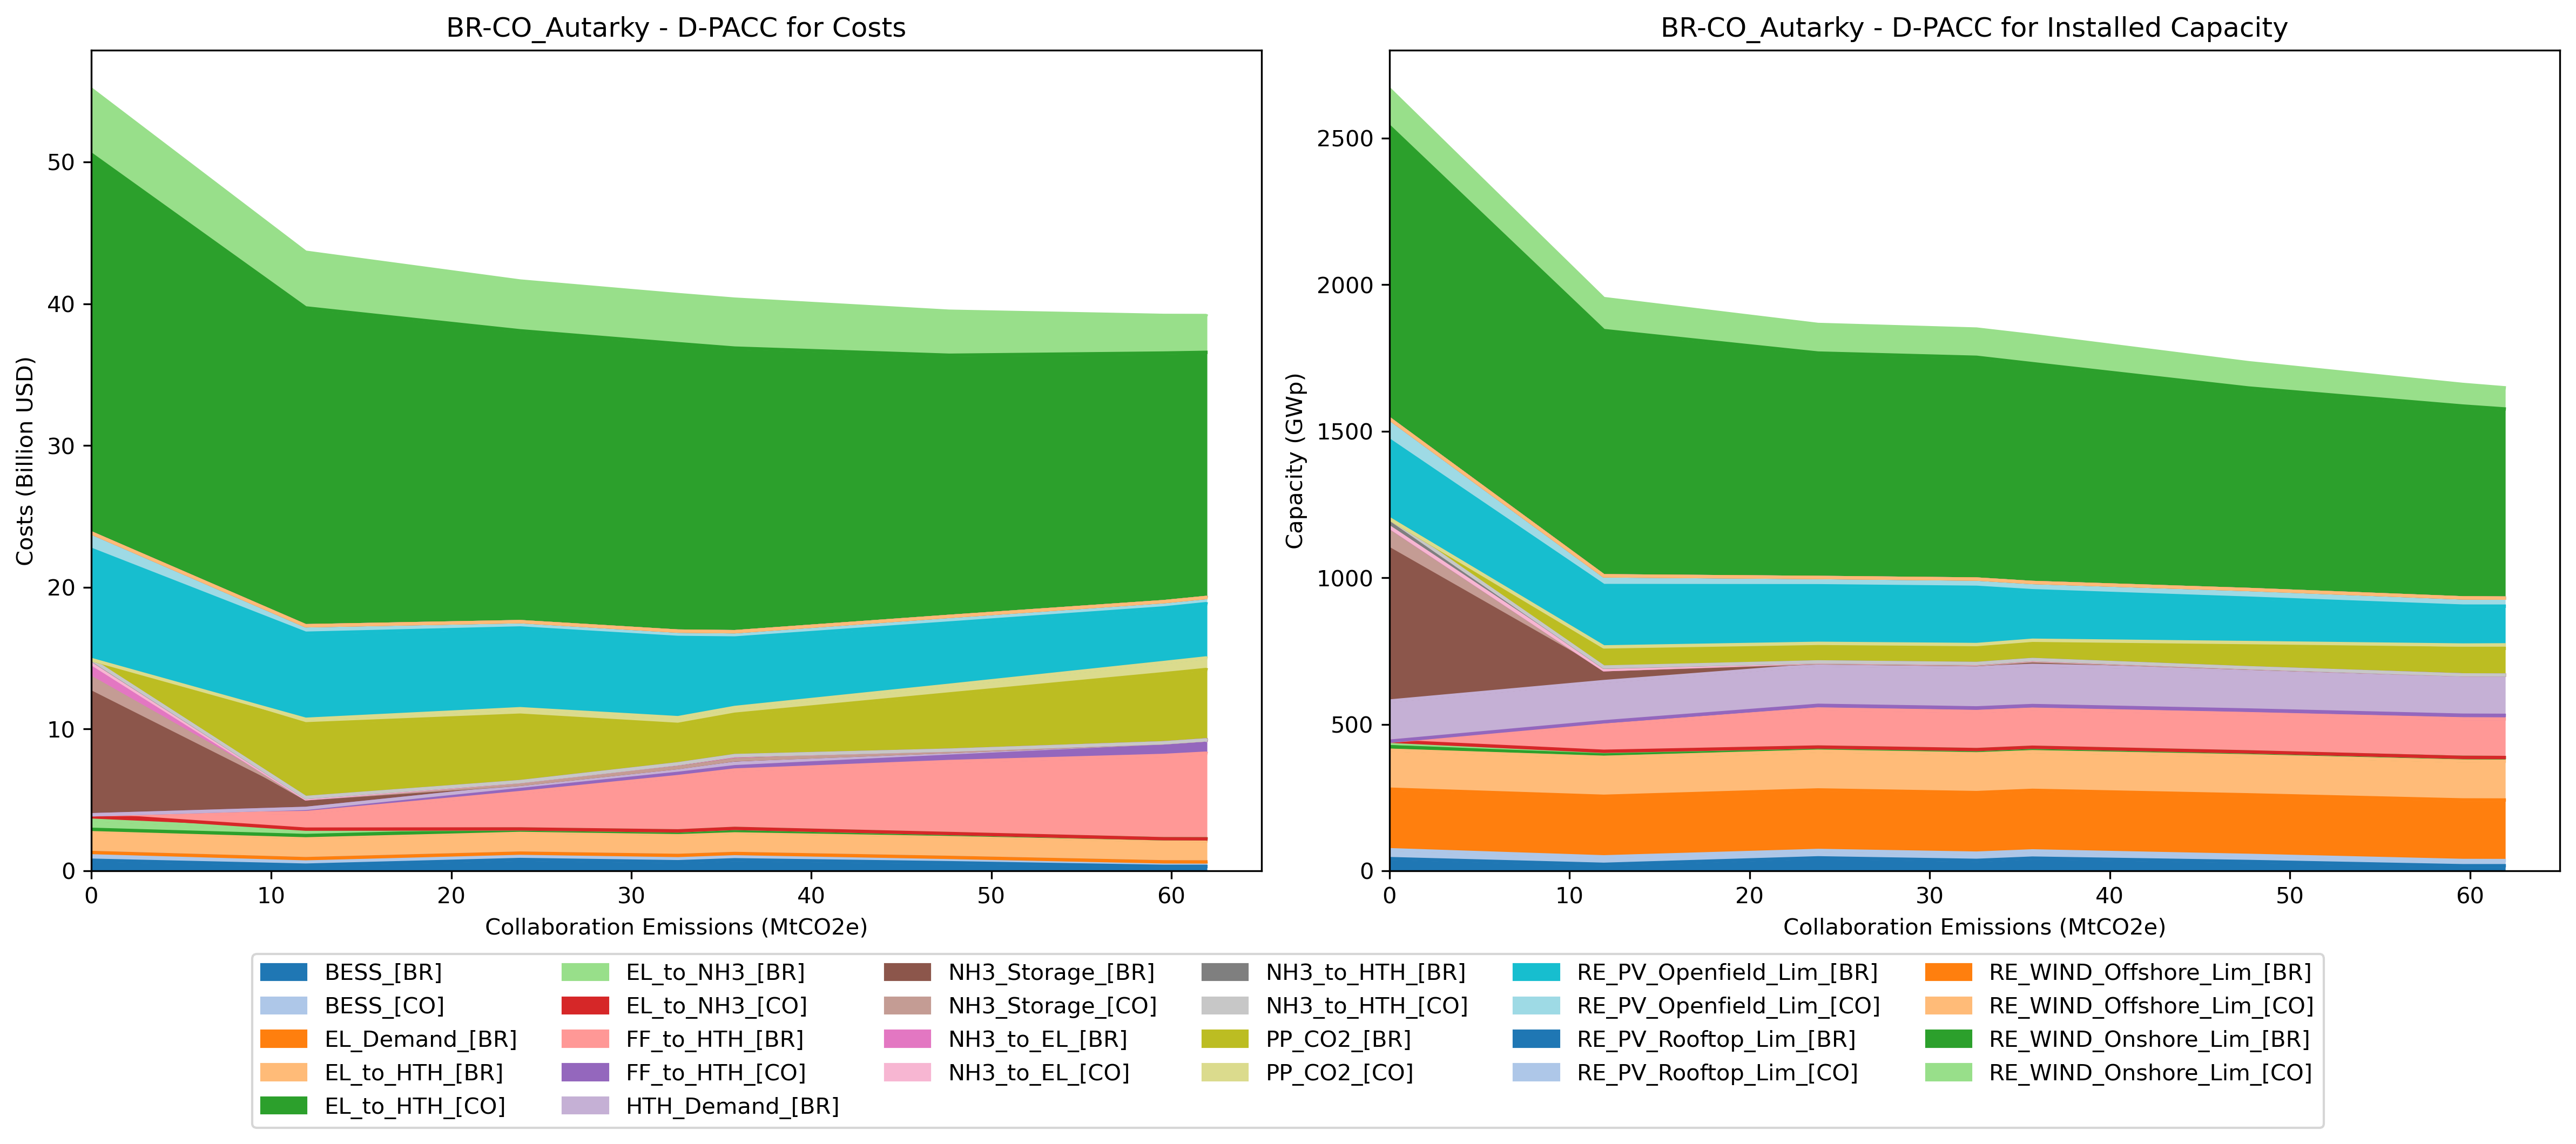 BR-CO_Autarky - D-PACC for Costs
Costs (Billion USD)
50
40
30
20
10
0
0 10 20 30 40 50 60
Collaboration Emissions (MtCO2e)
BR-CO_Autarky - D-PACC for Installed Capacity
Capacity (GWp)
2500
2000
1500
1000
500
0
0 10 20 30 40 50 60
Collaboration Emissions (MtCO2e)
BESS_[BR]
BESS_[CO]
EL_Demand_[BR]
EL_to_HTH_[BR]
EL_to_HTH_[CO]
EL_to_NH3_[BR]
EL_to_NH3_[CO]
FF_to_HTH_[BR]
FF_to_HTH_[CO]
HTH_Demand_[BR]
NH3_Storage_[BR]
NH3_Storage_[CO]
NH3_to_EL_[BR]
NH3_to_EL_[CO]
NH3_to_HTH_[BR]
NH3_to_HTH_[CO]
PP_CO2_[BR]
PP_CO2_[CO]
RE_PV_Openfield_Lim_[BR]
RE_PV_Openfield_Lim_[CO]
RE_PV_Rooftop_Lim_[BR]
RE_PV_Rooftop_Lim_[CO]
RE_WIND_Offshore_Lim_[BR]
RE_WIND_Offshore_Lim_[CO]
RE_WIND_Onshore_Lim_[BR]
RE_WIND_Onshore_Lim_[CO]